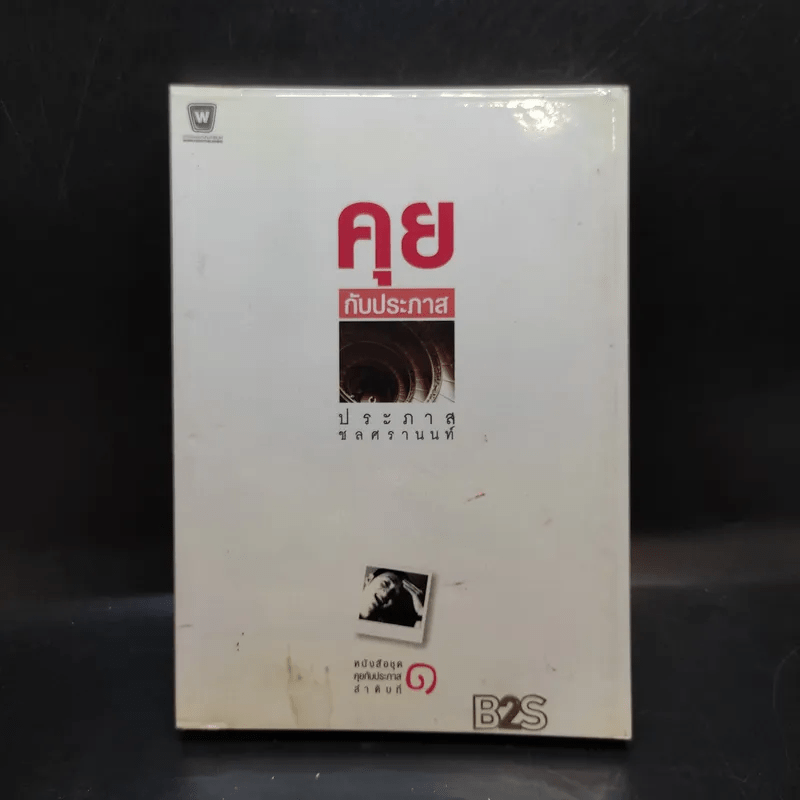 W
คุย
กับประภาส
ประภาส
ชลศรานนท์
หนังสือชุด
คุยกับประภาส
ลำดับที่
๑
B2S